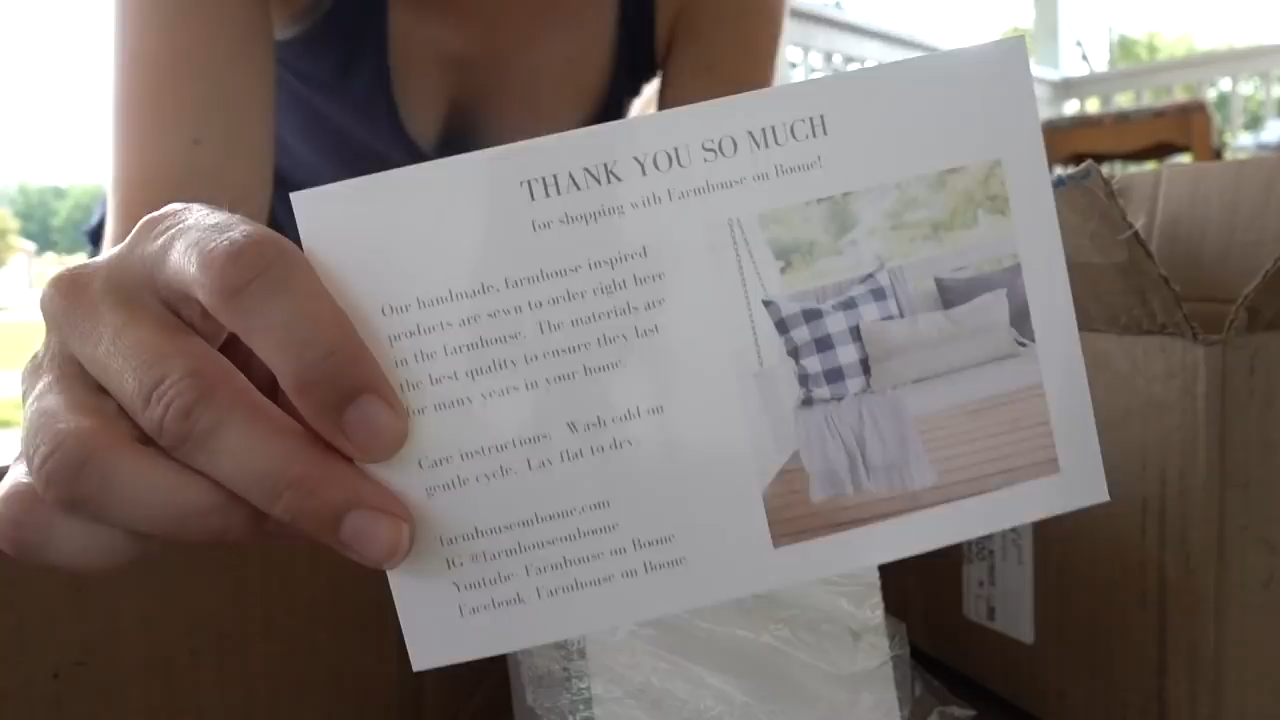 THANK YOU SO MUCH
for shopping with Farmhouse on Boone!
Our handmade, farmhouse inspired
products are sewn to order right here
in the farmhouse. The materials are
the best quality to ensure they last
for many years in your home.
Care instructions: Wash cold on
gentle cycle. Lay flat to dry.
farmhouseonboone.com
IG @farmhouseonboone
Youtube: Farmhouse on Boone
Facebook: Farmhouse on Boone